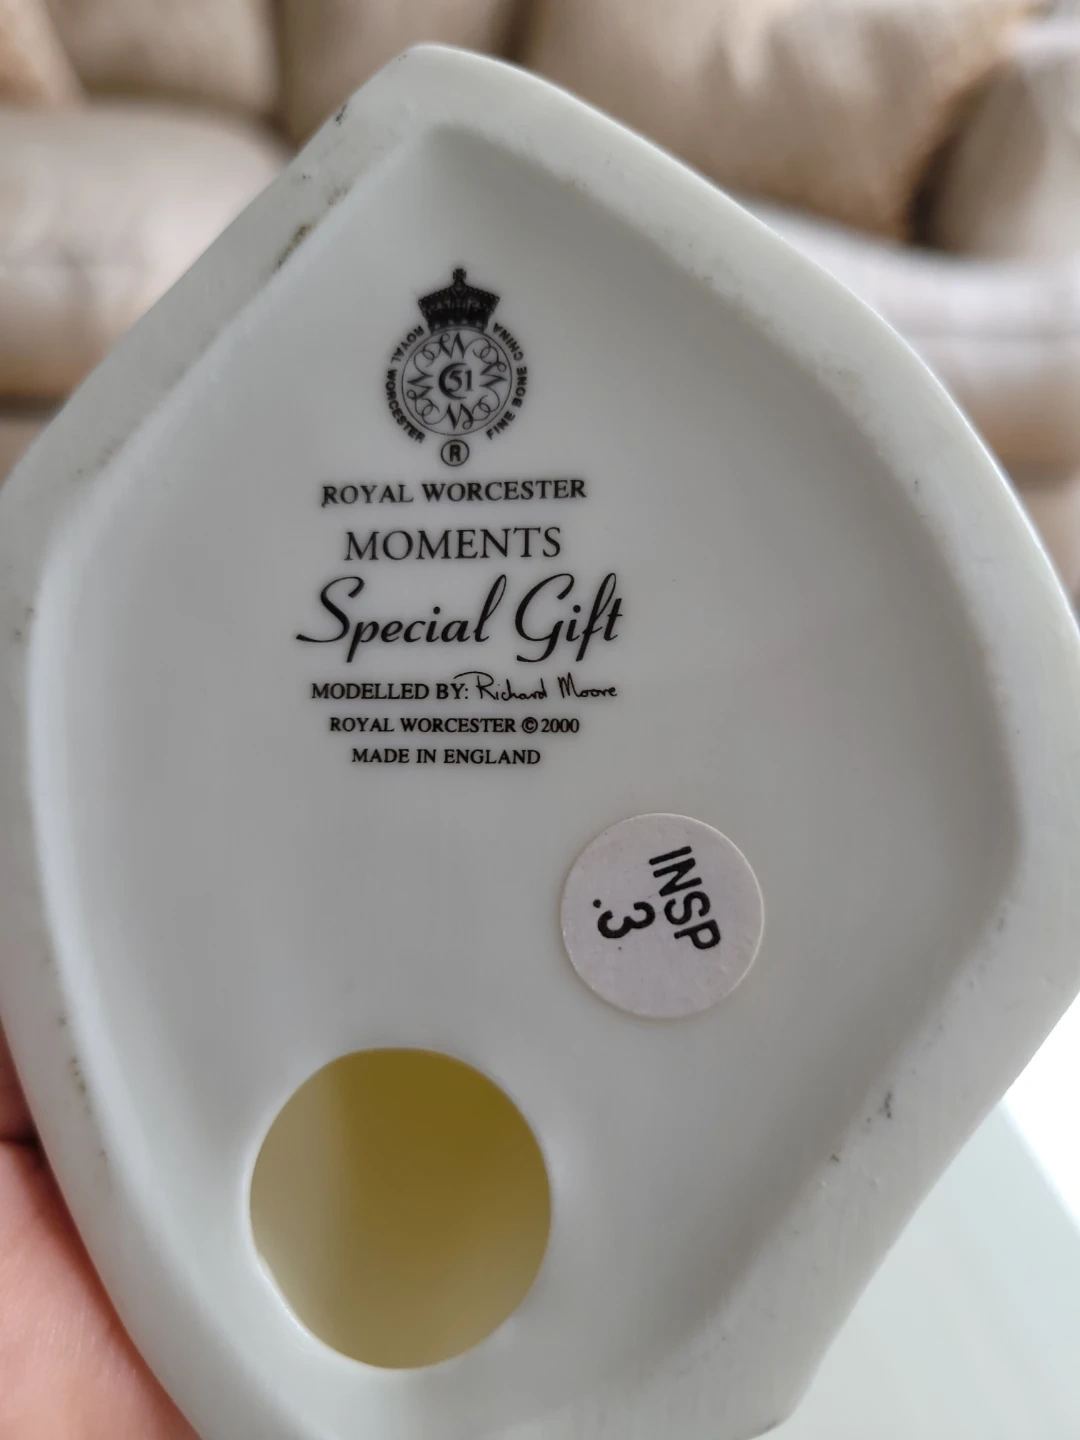 ROYAL WORCESTER FINE BONE CHINA
51
®
ROYAL WORCESTER
MOMENTS
Special Gift
MODELLED BY: Richard Moore
ROYAL WORCESTER © 2000
MADE IN ENGLAND
INSP
.3